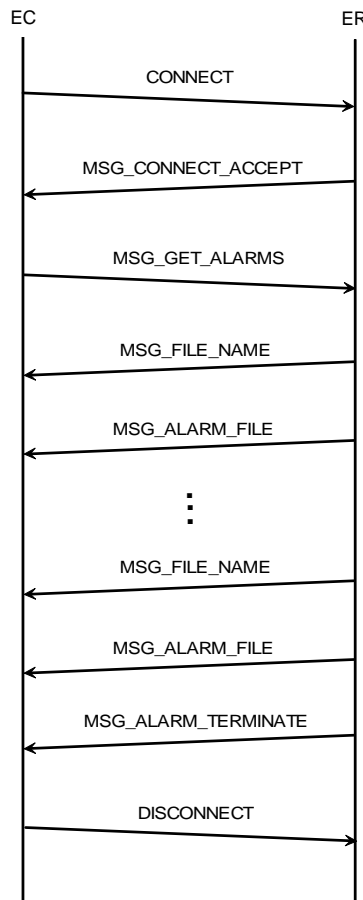 EC ER
CONNECT
MSG_CONNECT_ACCEPT
MSG_GET_ALARMS
MSG_FILE_NAME
MSG_ALARM_FILE
MSG_FILE_NAME
MSG_ALARM_FILE
MSG_ALARM_TERMINATE
DISCONNECT